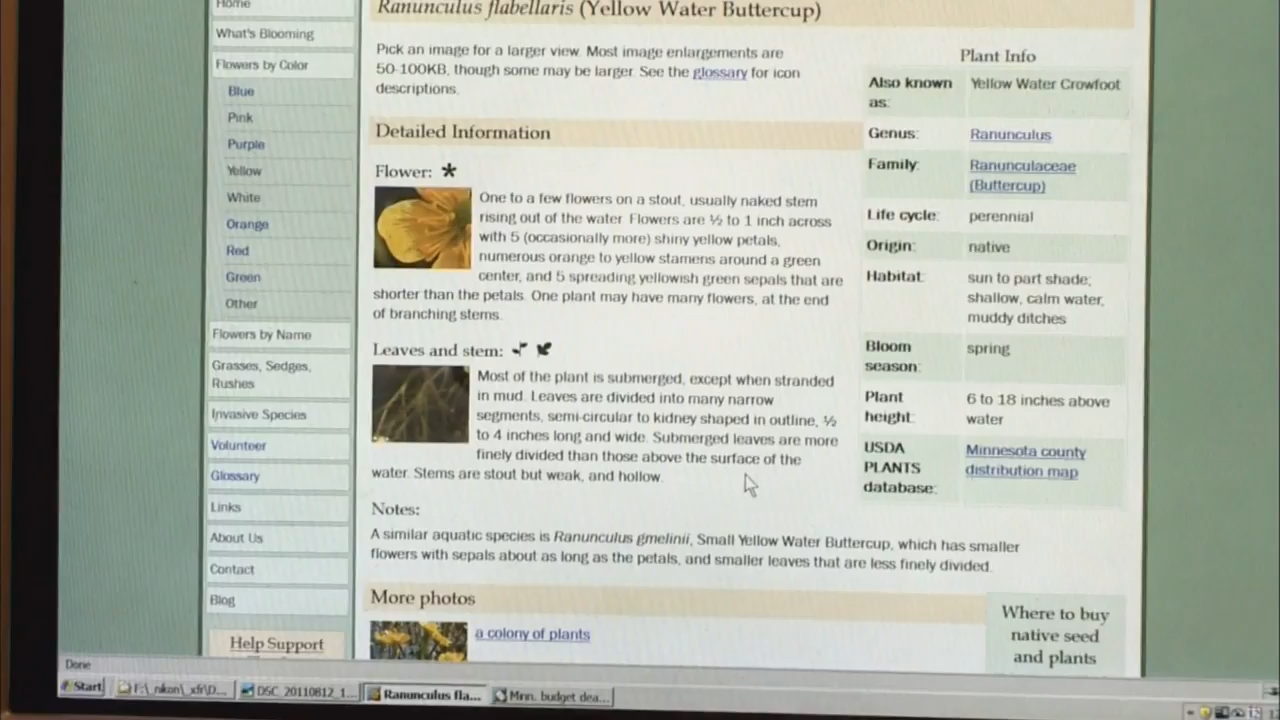 Home
What's Blooming
Flowers by Color
Blue
Pink
Purple
Yellow
White
Orange
Red
Green
Other
Flowers by Name
Grasses, Sedges,
Rushes
Invasive Species
Volunteer
Glossary
Links
About Us
Contact
Blog
Help Support
Ranunculus flabellaris (Yellow Water Buttercup)
Pick an image for a larger view. Most image enlargements are
50-100KB, though some may be larger. See the glossary for icon
descriptions.
Detailed Information
Flower:
One to a few flowers on a stout, usually naked stem
rising out of the water. Flowers are ½ to 1 inch across
with 5 (occasionally more) shiny yellow petals,
numerous orange to yellow stamens around a green
center, and 5 spreading yellowish green sepals that are
shorter than the petals. One plant may have many flowers, at the end
of branching stems.
Leaves and stem:
Most of the plant is submerged, except when stranded
in mud. Leaves are divided into many narrow
segments, semi-circular to kidney shaped in outline, ½
to 4 inches long and wide. Submerged leaves are more
finely divided than those above the surface of the
water. Stems are stout but weak, and hollow.
Notes:
A similar aquatic species is Ranunculus gmelinii, Small Yellow Water Buttercup, which has smaller
flowers with sepals about as long as the petals, and smaller leaves that are less finely divided.
More photos
a colony of plants
Plant Info
Also known as: Yellow Water Crowfoot
Genus: Ranunculus
Family: Ranunculaceae
(Buttercup)
Life cycle: perennial
Origin: native
Habitat: sun to part shade;
shallow, calm water,
muddy ditches
Bloom season: spring
Plant height: 6 to 18 inches above
water
USDA PLANTS database: Minnesota county
distribution map
Where to buy
native seed
and plants
Done
Start
F:\_nikon\_xfr\D...
DSC_20110812_1...
Ranunculus fla...
Minn. budget dea...